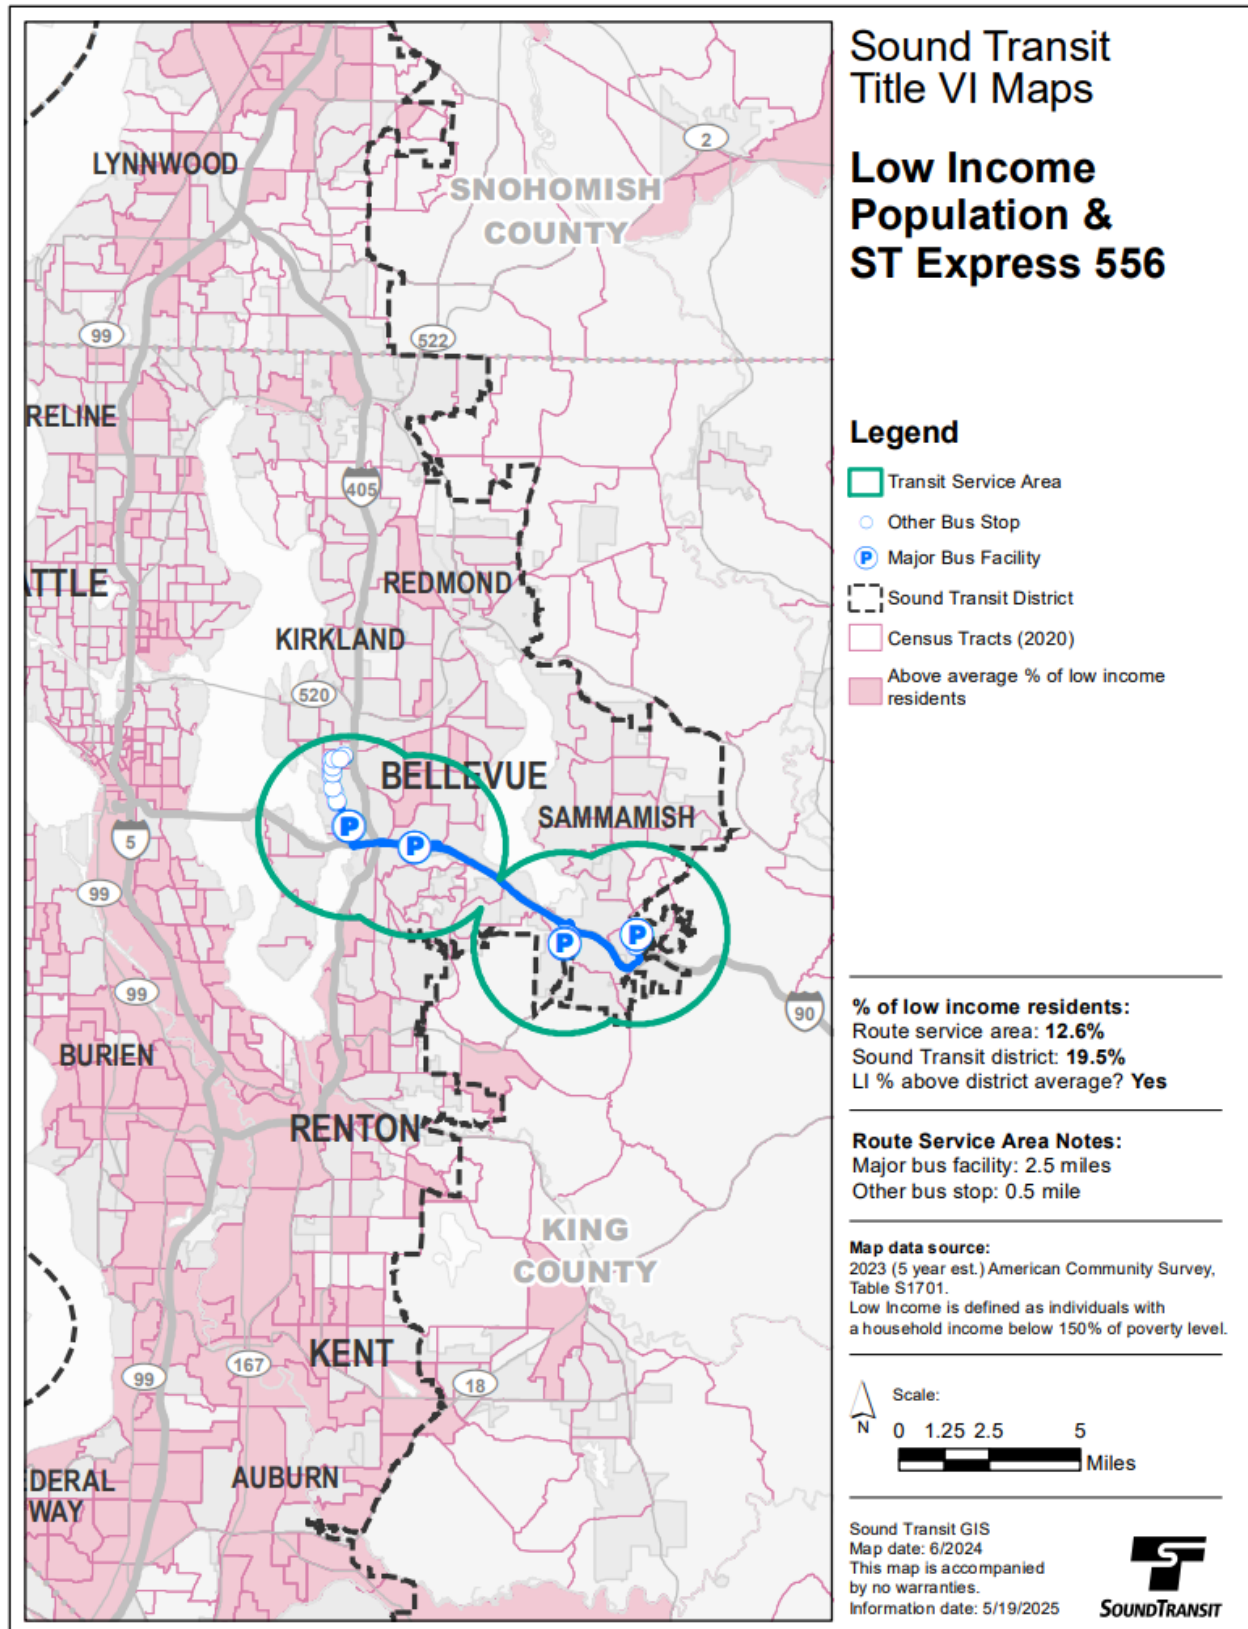 Sound Transit
Title VI Maps
Low Income
Population &
ST Express 556
LYNNWOOD
2
SNOHOMISH
COUNTY
99
522
RELINE
405
ATTLE
REDMOND
KIRKLAND
520
BELLEVUE
SAMMAMISH
P
P
5
99
P
P
99
90
BURIEN
RENTON
KING
COUNTY
KENT
167
99
18
DERAL
WAY
AUBURN
Legend
Transit Service Area
Other Bus Stop
P Major Bus Facility
Sound Transit District
Census Tracts (2020)
Above average % of low income
residents
% of low income residents:
Route service area: 12.6%
Sound Transit district: 19.5%
LI % above district average? Yes
Route Service Area Notes:
Major bus facility: 2.5 miles
Other bus stop: 0.5 mile
Map data source:
2023 (5 year est.) American Community Survey,
Table S1701.
Low Income is defined as individuals with
a household income below 150% of poverty level.
N
Scale:
0 1.25 2.5 5
Miles
Sound Transit GIS
Map date: 6/2024
This map is accompanied
by no warranties.
Information date: 5/19/2025
SOUNDTRANSIT